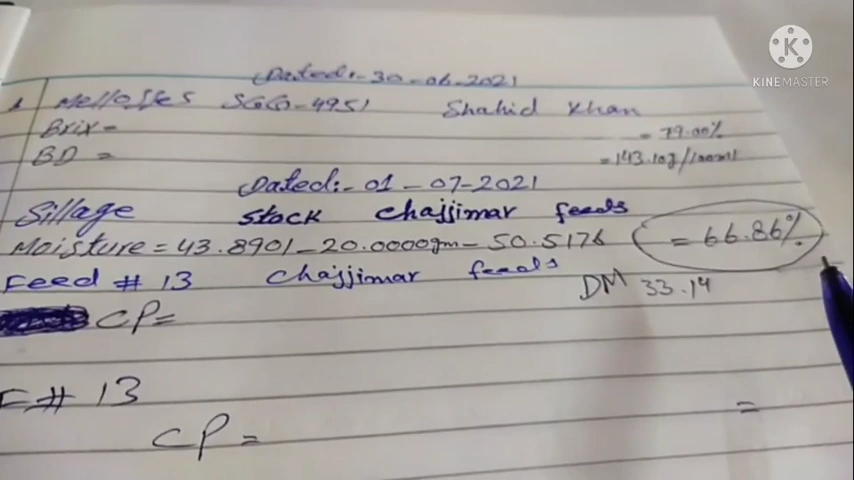 KINEMASTER
Dated:-30-06-2021
Mellosses SGG-4951 Shahid Khan
Brix= =79.00%
BD = =143.10g/100ml
Dated:-01-07-2021
Sillage Stock Chajjimar feeds
Moisture=43.8901-20.0000gm-50.5176 =66.86%
Feed #13 Chajjimar feeds
DM 33.14
CP=
F#13
CP= =